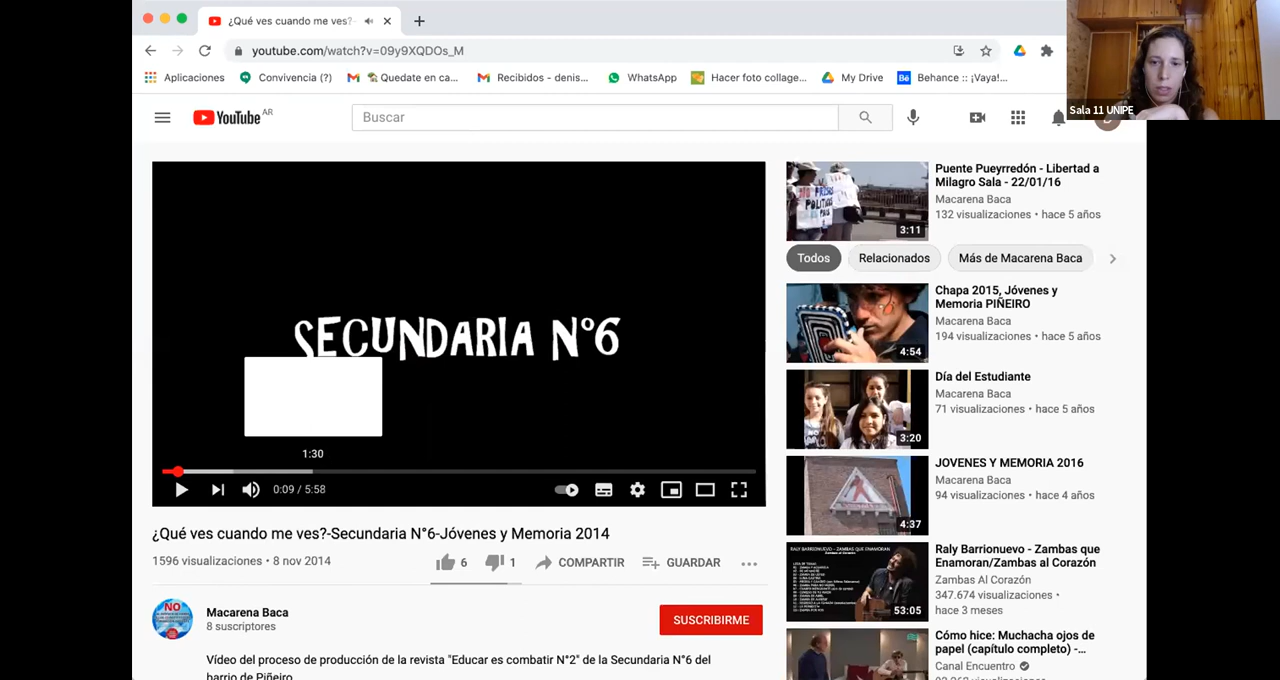 ¿Qué ves cuando me ves?-
youtube.com/watch?v=09y9XQDOs_M
Aplicaciones
Convivencia (?)
Quedate en ca...
Recibidos - denis...
WhatsApp
Hacer foto collage...
My Drive
Behance :: ¡Vaya!...
Sala 11 UNIPE
YouTube AR
Buscar
SECUNDARIA N°6
1:30
0:09 / 5:58
¿Qué ves cuando me ves?-Secundaria N°6-Jóvenes y Memoria 2014
1596 visualizaciones • 8 nov 2014
6
1
COMPARTIR
GUARDAR
Macarena Baca
8 suscriptores
SUSCRIBIRME
Vídeo del proceso de producción de la revista "Educar es combatir N°2" de la Secundaria N°6 del
barrio de Piñeiro
3:11
Puente Pueyrredón - Libertad a
Milagro Sala - 22/01/16
Macarena Baca
132 visualizaciones • hace 5 años
Todos
Relacionados
Más de Macarena Baca
4:54
Chapa 2015, Jóvenes y
Memoria PIÑEIRO
Macarena Baca
194 visualizaciones • hace 5 años
3:20
Día del Estudiante
Macarena Baca
71 visualizaciones • hace 5 años
4:37
JOVENES Y MEMORIA 2016
Macarena Baca
94 visualizaciones • hace 4 años
RALY BARRIONUEVO - ZAMBAS QUE ENAMORAN
53:05
Raly Barrionuevo - Zambas que
Enamoran/Zambas al Corazón
Zambas Al Corazón
347.674 visualizaciones •
hace 3 meses
Cómo hice: Muchacha ojos de
papel (capítulo completo) -...
Canal Encuentro